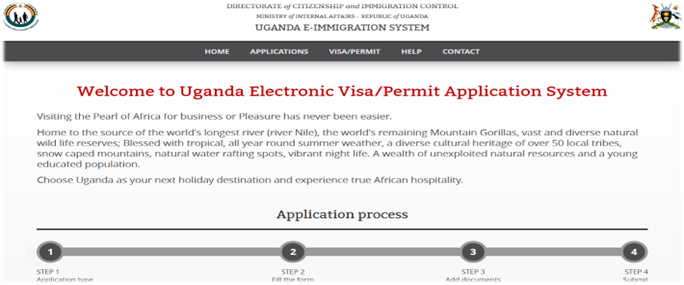 DIRECTORATE of CITIZENSHIP and IMMIGRATION CONTROL
MINISTRY of INTERNAL AFFAIRS - REPUBLIC of UGANDA
UGANDA E-IMMIGRATION SYSTEM
HOME APPLICATIONS VISA/PERMIT HELP CONTACT
Welcome to Uganda Electronic Visa/Permit Application System
Visiting the Pearl of Africa for business or Pleasure has never been easier.
Home to the source of the world's longest river (river Nile), the world's remaining Mountain Gorillas, vast and diverse natural
wild life reserves; Blessed with tropical, all year round summer weather, a diverse cultural heritage of over 50 local tribes,
snow caped mountains, natural water rafting spots, vibrant night life. A wealth of unexploited natural resources and a young
educated population.
Choose Uganda as your next holiday destination and experience true African hospitality.
Application process
1 2 3 4
STEP 1 STEP 2 STEP 3 STEP 4
Application type Fill the form Add documents Submit